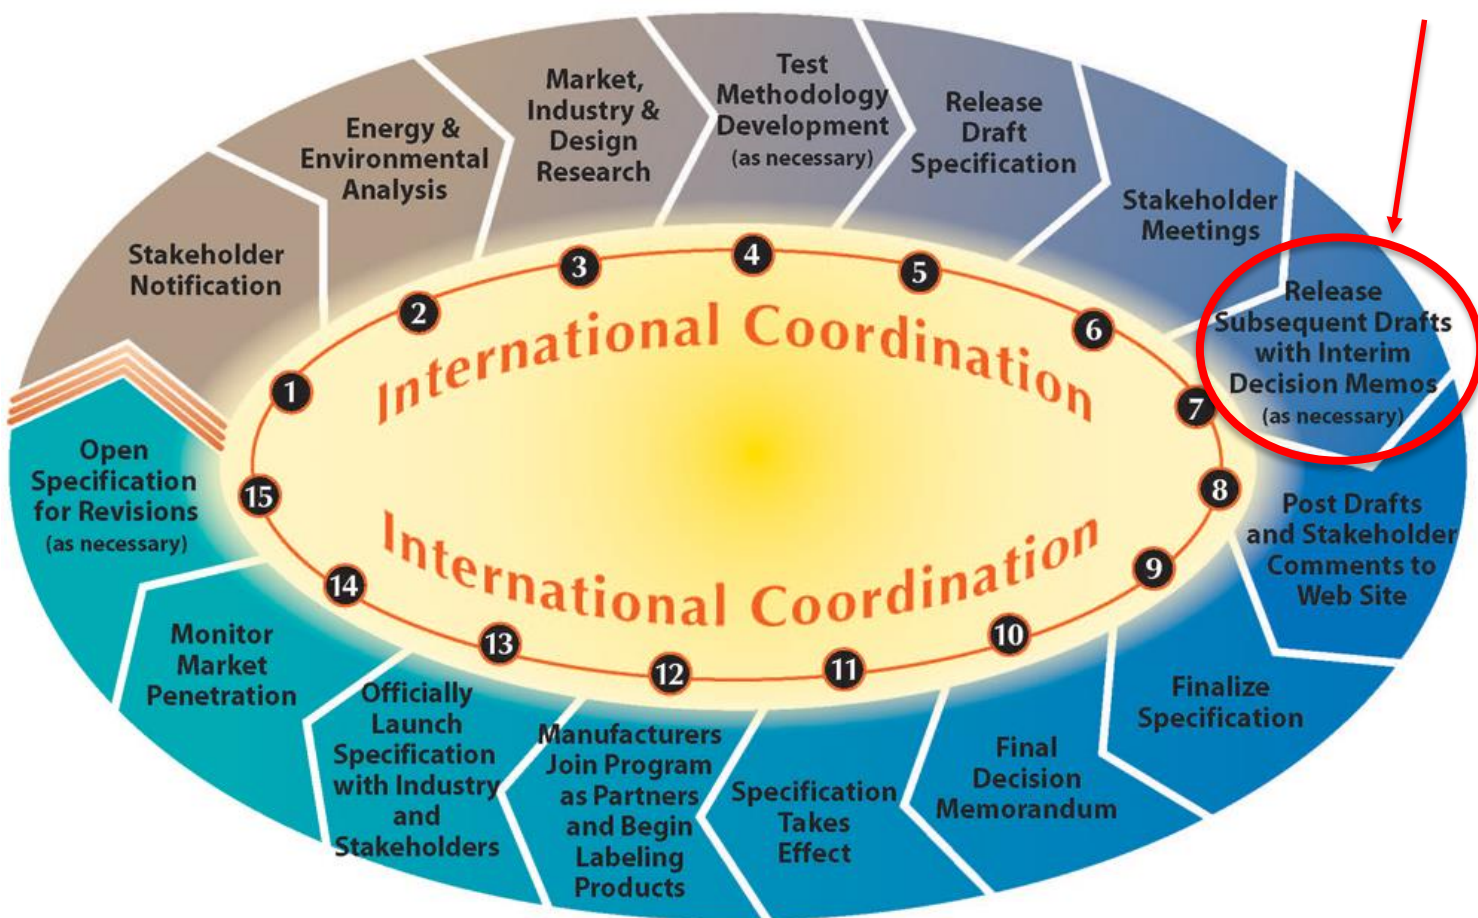 Stakeholder
Notification
Energy &
Environmental
Analysis
Market,
Industry &
Design
Research
Test
Methodology
Development
(as necessary)
Release
Draft
Specification
Stakeholder
Meetings
Release
Subsequent Drafts
with Interim
Decision Memos
(as necessary)
Post Drafts
and Stakeholder
Comments to
Web Site
Finalize
Specification
Final
Decision
Memorandum
Specification
Takes
Effect
Manufacturers
Join Program
as Partners
and Begin
Labeling
Products
Officially
Launch
Specification
with Industry
and
Stakeholders
Monitor
Market
Penetration
Open
Specification
for Revisions
(as necessary)
1
2
3
4
5
6
7
8
9
10
11
12
13
14
15
International Coordination
International Coordination